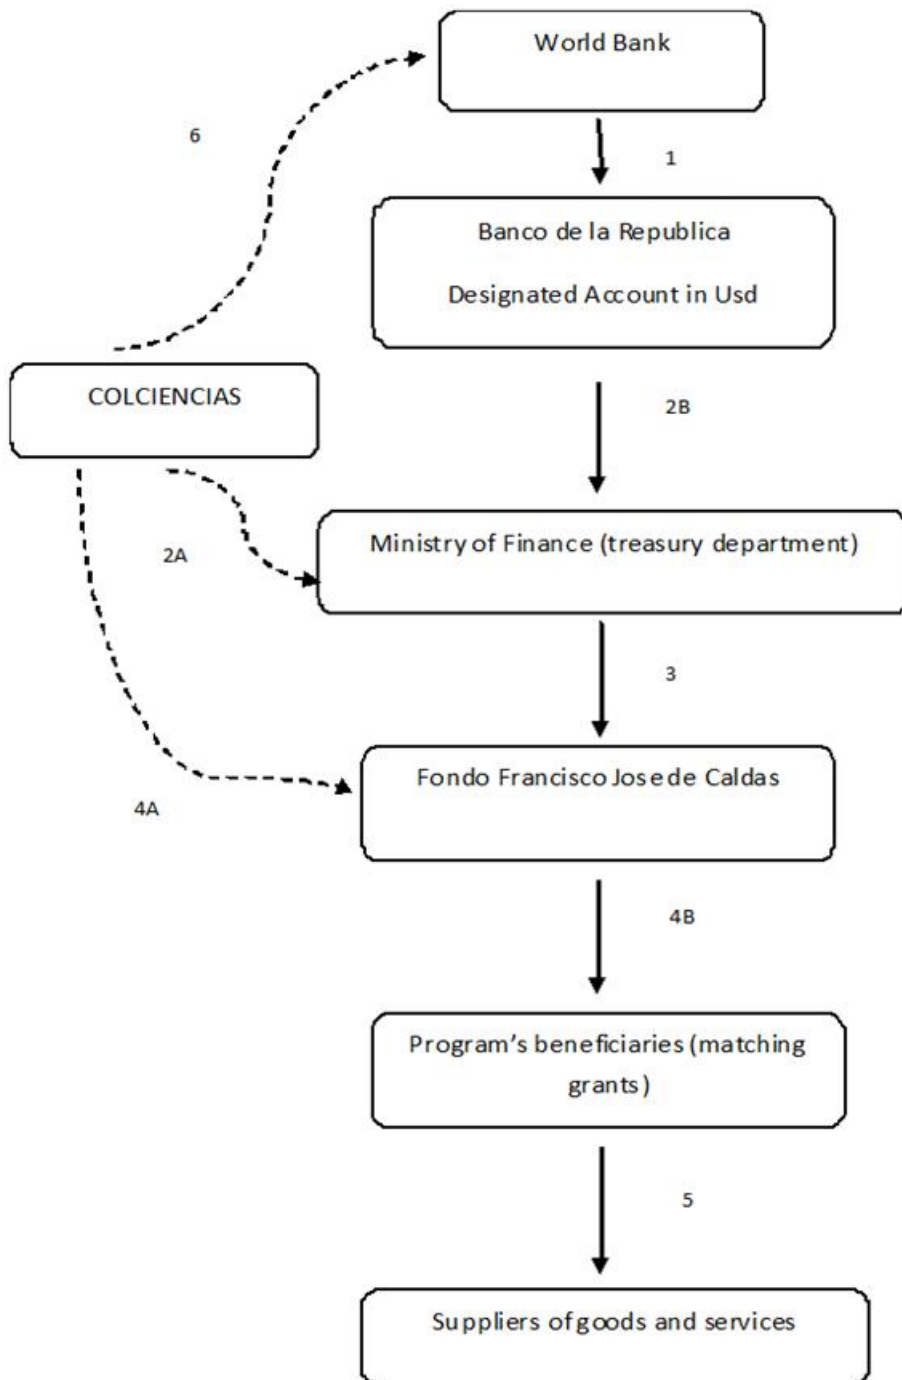 World Bank
6
1
Banco de la Republica
Designated Account in Usd
COLCIENCIAS
2B
Ministry of Finance (treasury department)
2A
3
Fondo Francisco Jose de Caldas
4A
4B
Program's beneficiaries (matching
grants)
5
Suppliers of goods and services